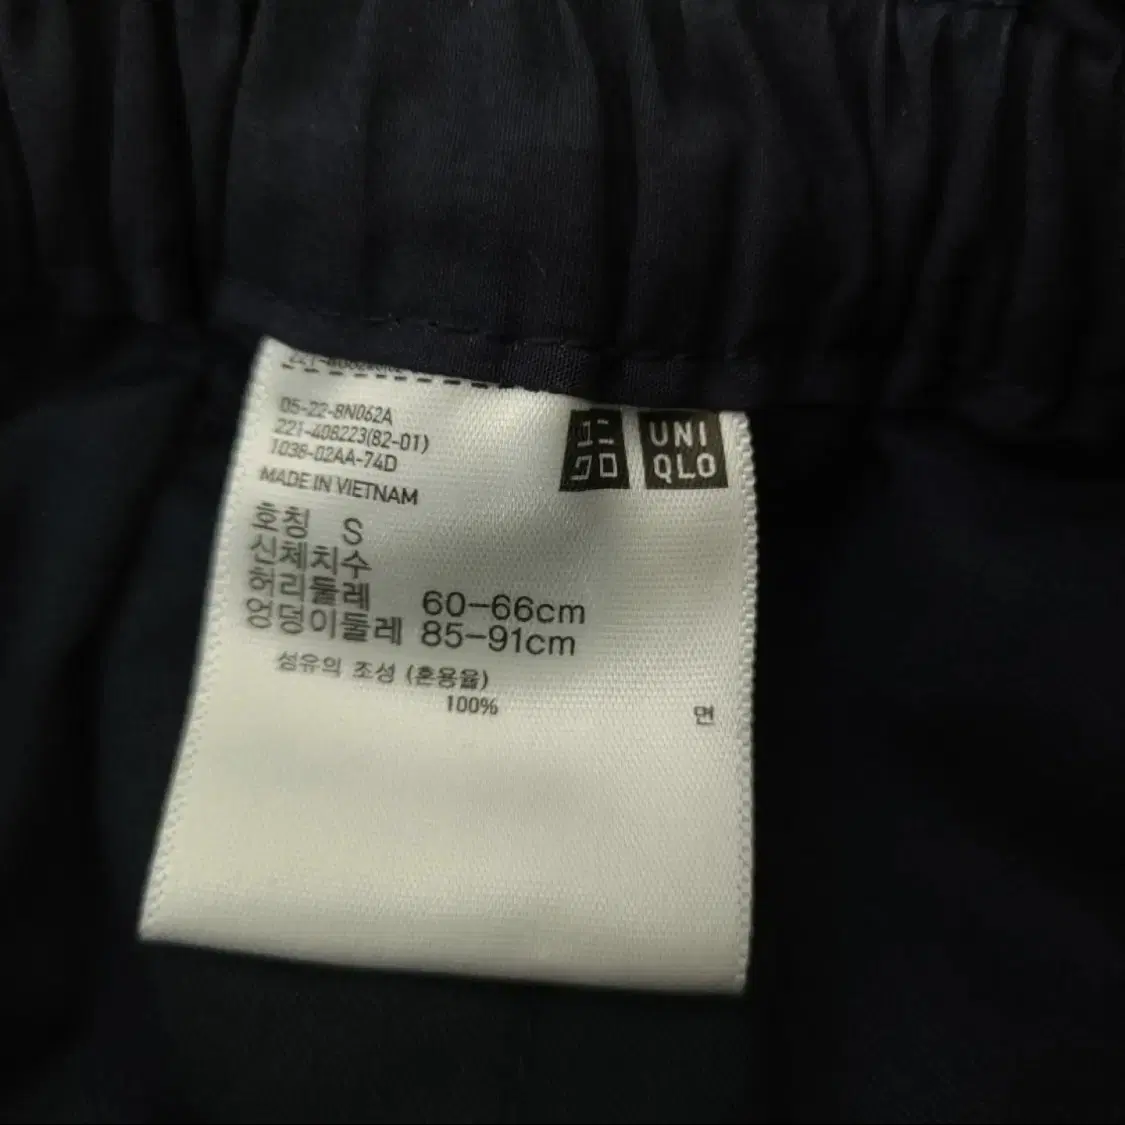 05-22-8N062A
221-408223(82-01)
1038-02AA-74D
MADE IN VIETNAM
ユニ
クロ
UNI
QLO
호칭 S
신체치수
허리둘레 60-66cm
엉덩이둘레 85-91cm
섬유의 조성 (혼용율)
100% 면